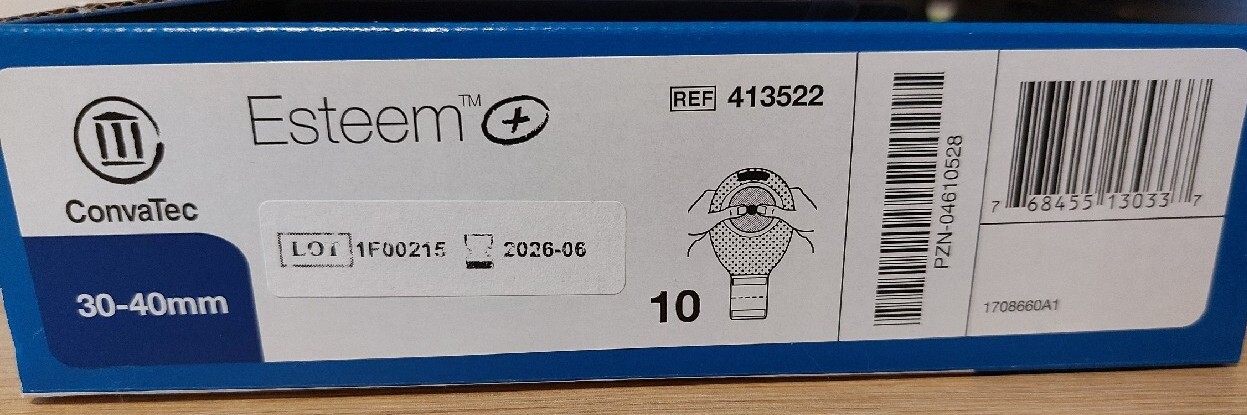 ConvaTec
30-40mm
Esteem™+
LOT 1F00215 2026-06
REF 413522
10
PZN-04610528
7 68455 13033 7
1708660A1